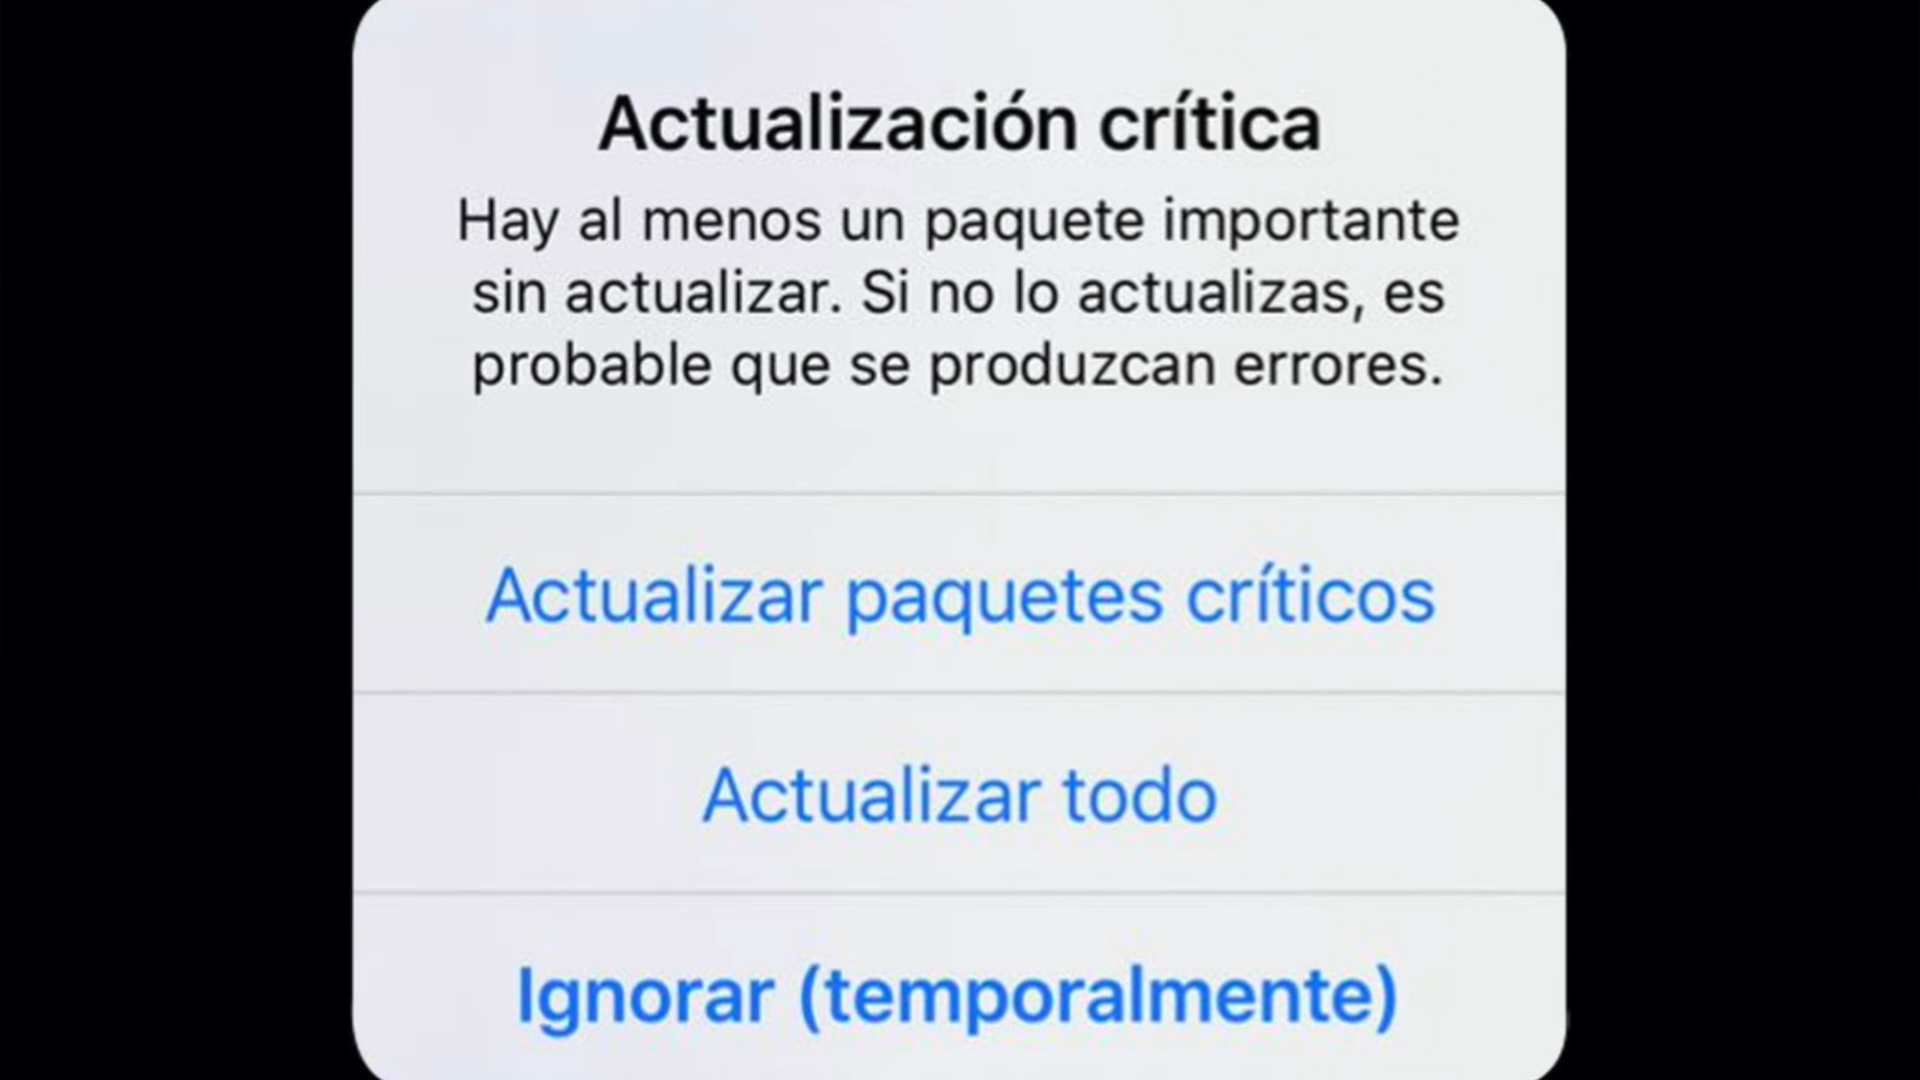 Actualización crítica
Hay al menos un paquete importante
sin actualizar. Si no lo actualizas, es
probable que se produzcan errores.
Actualizar paquetes críticos
Actualizar todo
Ignorar (temporalmente)